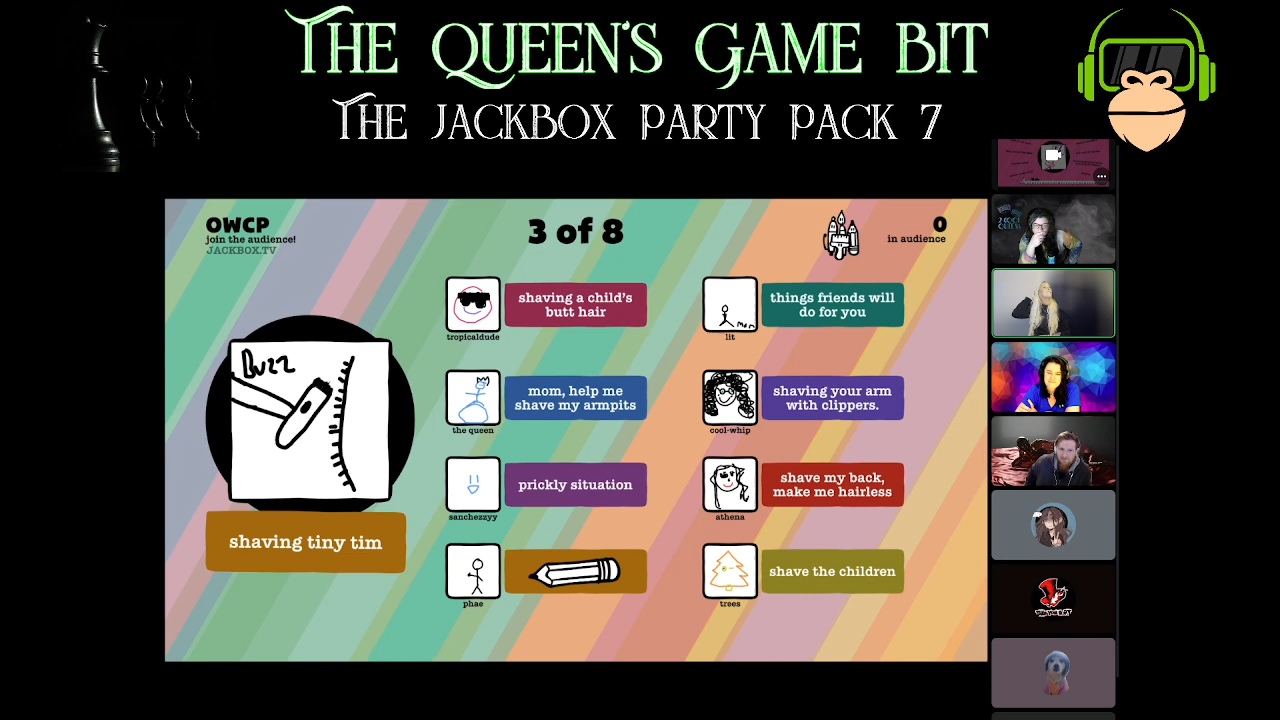 THE QUEEN'S GAME BIT
THE JACKBOX PARTY PACK 7
OWCP
join the audience!
JACKBOX.TV
3 of 8
0
in audience
Buzz
shaving tiny tim
tropicaldude
shaving a child's
butt hair
the queen
mom, help me
shave my armpits
sanchezzyy
prickly situation
phae
lit
things friends will
do for you
cool-whip
shaving your arm
with clippers.
athena
shave my back,
make me hairless
trees
shave the children